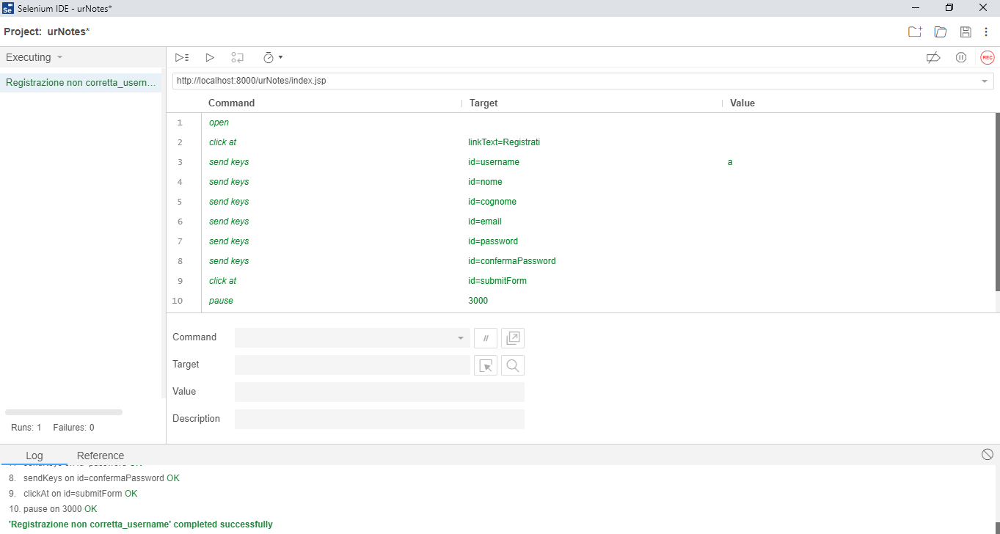 Selenium IDE - urNotes*
Project: urNotes*
Executing
Registrazione non corretta_usern...
REC
http://localhost:8000/urNotes/index.jsp
Command Target Value
1 open
2 click at linkText=Registrati
3 send keys id=username a
4 send keys id=nome
5 send keys id=cognome
6 send keys id=email
7 send keys id=password
8 send keys id=confermaPassword
9 click at id=submitForm
10 pause 3000
Command //
Target
Value
Description
Runs: 1 Failures: 0
Log Reference
8. sendKeys on id=confermaPassword OK
9. clickAt on id=submitForm OK
10. pause on 3000 OK
'Registrazione non corretta_username' completed successfully